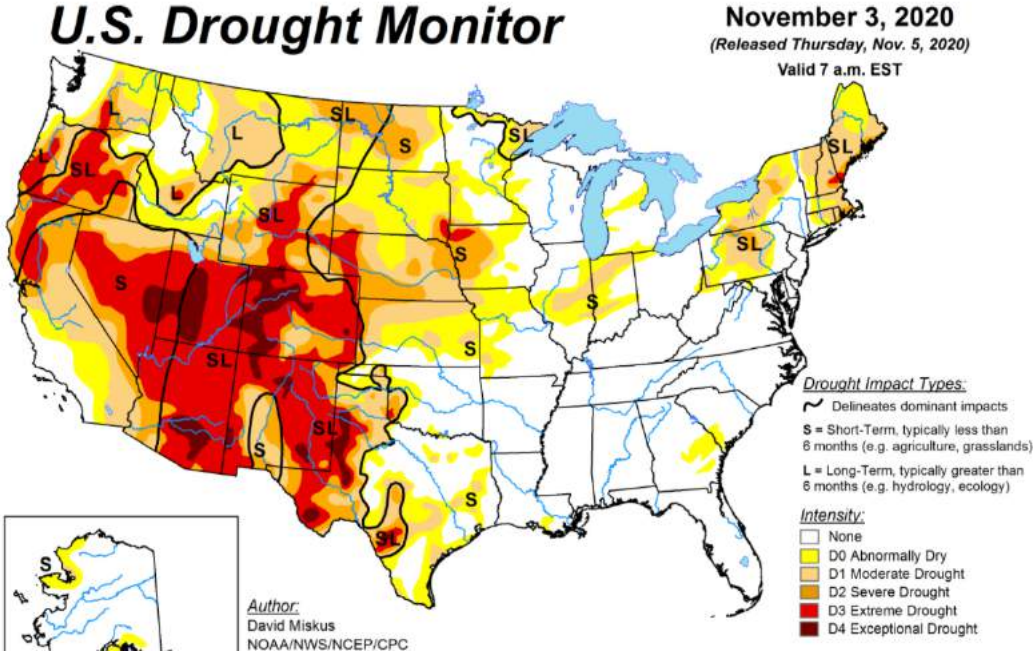 U.S. Drought Monitor
November 3, 2020
(Released Thursday, Nov. 5, 2020)
Valid 7 a.m. EST
L
SL
S
SL
L
SL
L
SL
L
SL
S
SL
S
S
S
SL
S
SL
S
SL
S
Drought Impact Types:
Delineates dominant impacts
S = Short-Term, typically less than
6 months (e.g. agriculture, grasslands)
L = Long-Term, typically greater than
6 months (e.g. hydrology, ecology)
Intensity:
None
D0 Abnormally Dry
D1 Moderate Drought
D2 Severe Drought
D3 Extreme Drought
D4 Exceptional Drought
Author:
David Miskus
NOAA/NWS/NCEP/CPC